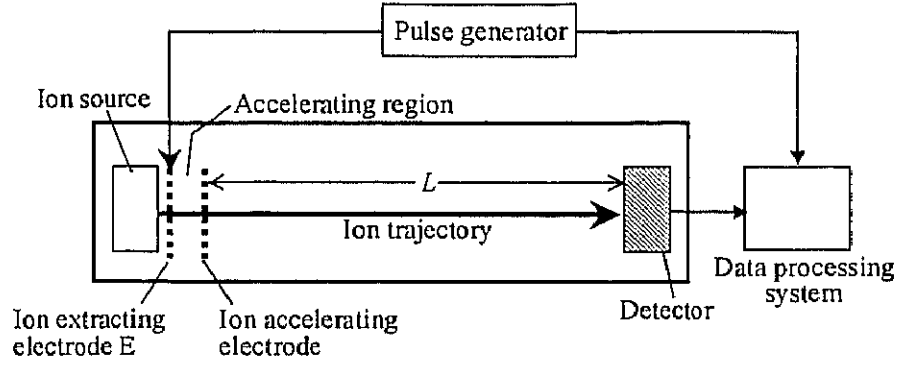 Pulse generator
Ion source
Accelerating region
L
Ion trajectory
Data processing
system
Detector
Ion extracting
electrode E
Ion accelerating
electrode